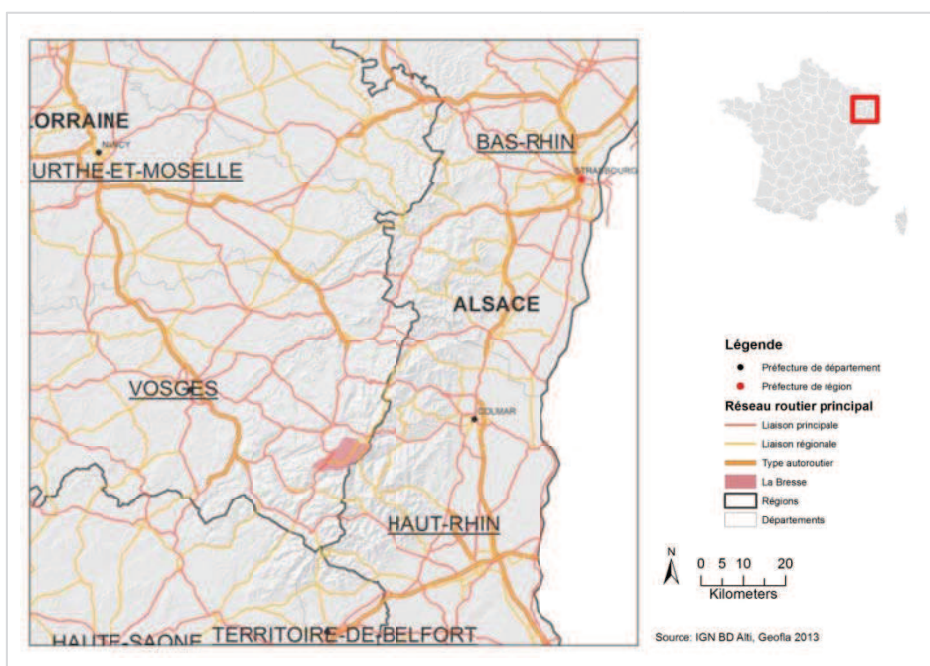 LORRAINE
NANCY
URTHE-ET-MOSELLE
BAS-RHIN
STRASBOURG
ALSACE
VOSGES
COLMAR
HAUT-RHIN
HAUTE-SAONE
TERRITOIRE-DE-BELFORT
Légende
Préfecture de département
Préfecture de région
Réseau routier principal
Liaison principale
Liaison régionale
Type autoroutier
La Bresse
Régions
Départements
N
0 5 10 20
Kilometers
Source: IGN BD Alti, Geofla 2013